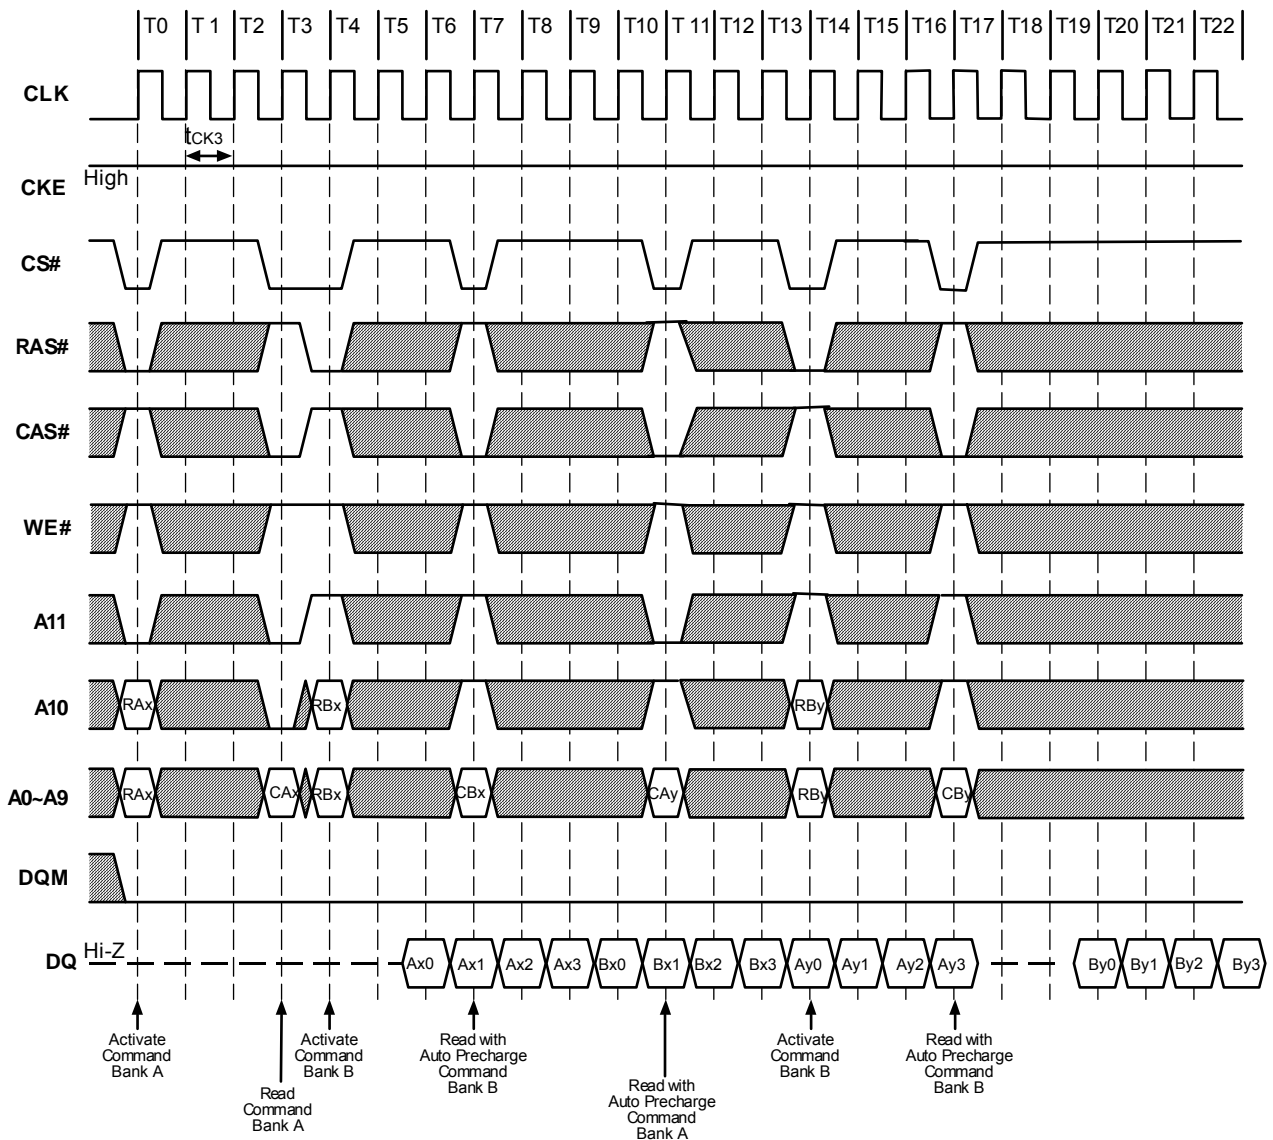 T0 T 1 T2 T3 T4 T5 T6 T7 T8 T9 T10 T 11 T12 T13 T14 T15 T16 T17 T18 T19 T20 T21 T22
CLK
tCK3
High
CKE
CS#
RAS#
CAS#
WE#
A11
A10 RAx RBx RBy
A0~A9 RAx CAx RBx CBx CAy RBy CBy
DQM
Hi-Z
DQ Ax0 Ax1 Ax2 Ax3 Bx0 Bx1 Bx2 Bx3 Ay0 Ay1 Ay2 Ay3 By0 By1 By2 By3
Activate
Command
Bank A
Read
Command
Bank A
Activate
Command
Bank B
Read with
Auto Precharge
Command
Bank B
Read with
Auto Precharge
Command
Bank A
Activate
Command
Bank B
Read with
Auto Precharge
Command
Bank B